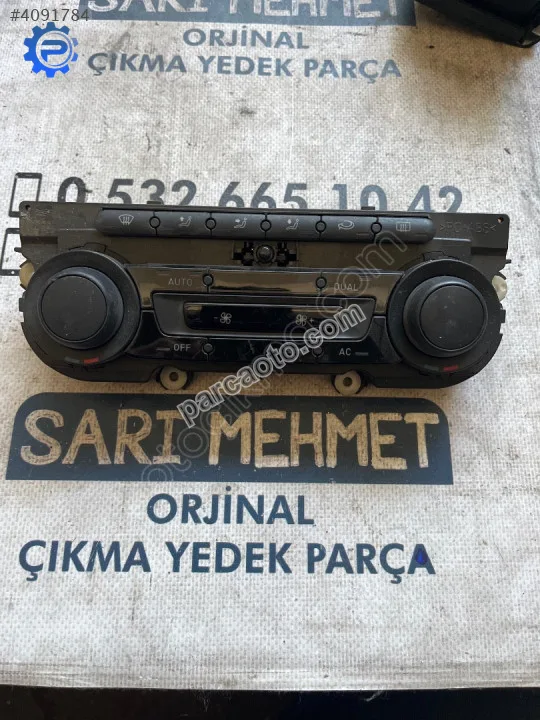 #4091784
SARI MEHMET
ORJİNAL
ÇIKMA YEDEK PARÇA
0 532 665 10 42
AUTO
DUAL
OFF
AC
parcaoto.com
SARI MEHMET
ORJİNAL
ÇIKMA YEDEK PARÇA